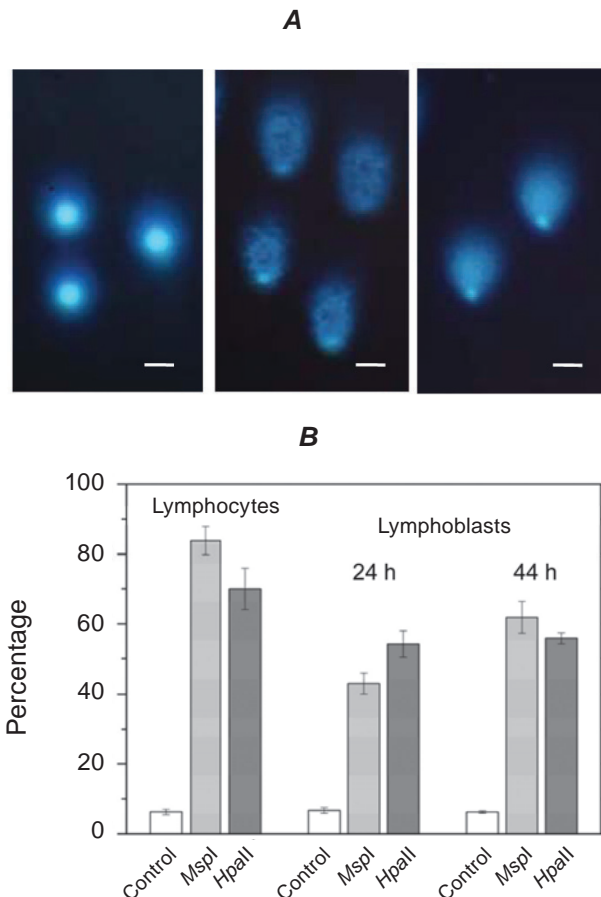 A
B
100
Lymphocytes
Lymphoblasts
80
24 h
44 h
60
Percentage
40
20
0
Control
MspI
HpaII
Control
MspI
HpaII
Control
MspI
HpaII